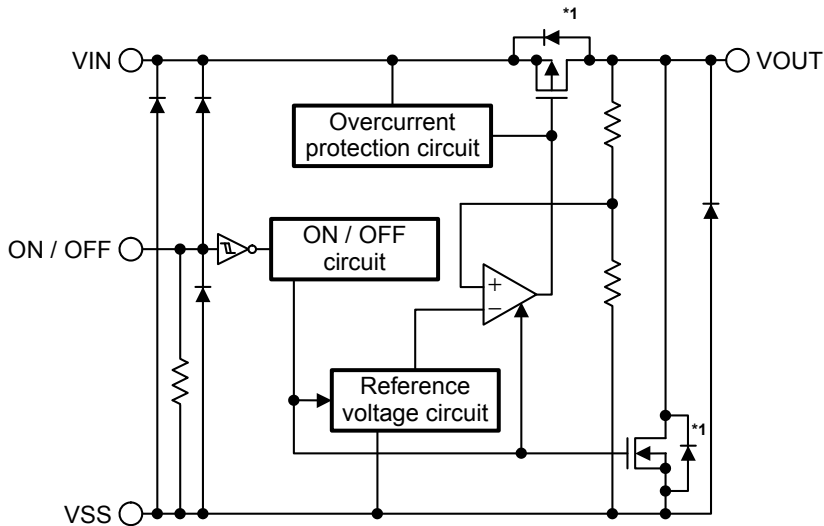 *1
VIN
VOUT
Overcurrent
protection circuit
ON / OFF
ON / OFF
circuit
+
−
Reference
voltage circuit
*1
VSS